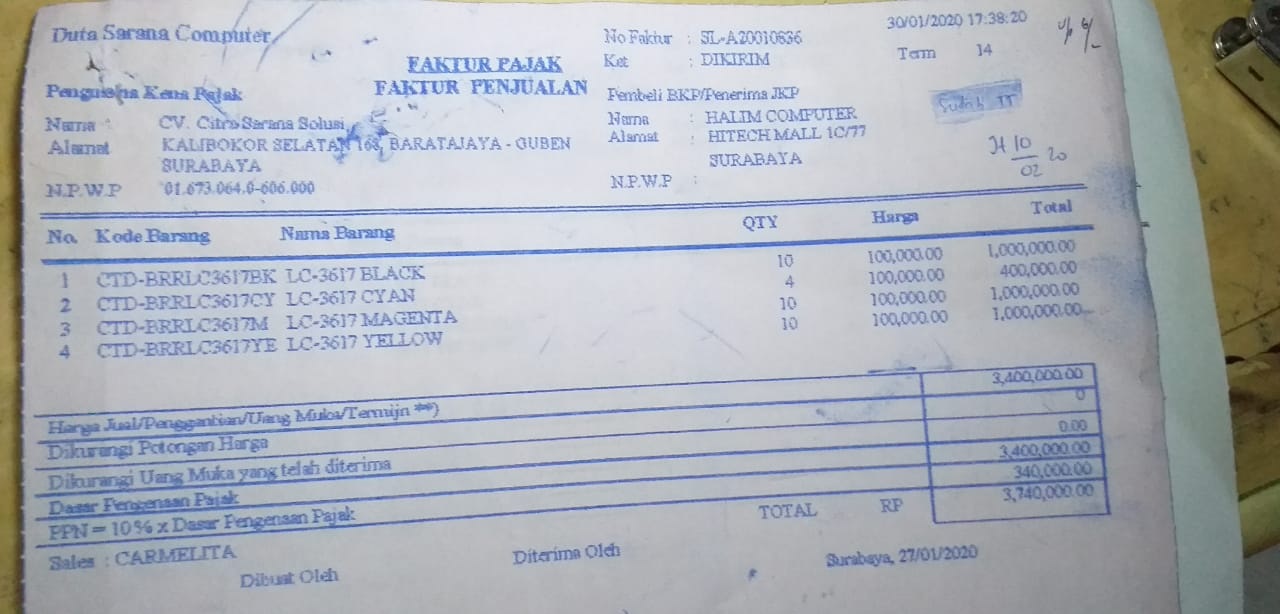 Duta Sarana Computer
No Faktur : SL-A20010836
30/01/2020 17:38:20
FAKTUR PAJAK
Ket : DIKIRIM
Term 14
FAKTUR PENJUALAN
Pengusaha Kena Pajak
Pembeli BKP/Penerima JKP
Sudah TT
Nama : CV. Citra Sarana Solusi
Nama : HALIM COMPUTER
Alamat KALIBOKOR SELATAN 168, BARATAJAYA - GUBEN
Alamat : HITECH MALL 1C/77
SURABAYA
SURABAYA
10
02 20
N.P.W.P 01.673.064.0-606.000
N.P.W.P :
No. Kode Barang Nama Barang QTY Harga Total
1 CTD-BRRLC3617BK LC-3617 BLACK 10 100,000.00 1,000,000.00
2 CTD-BRRLC3617CY LC-3617 CYAN 4 100,000.00 400,000.00
3 CTD-BRRLC3617M LC-3617 MAGENTA 10 100,000.00 1,000,000.00
4 CTD-BRRLC3617YE LC-3617 YELLOW 10 100,000.00 1,000,000.00
Harga Jual/Penggantian/Uang Muka/Termijn **) 3,400,000.00
Dikurangi Potongan Harga 0
Dikurangi Uang Muka yang telah diterima 0.00
Dasar Pengenaan Pajak 3,400,000.00
PPN = 10% x Dasar Pengenaan Pajak 340,000.00
TOTAL RP 3,740,000.00
Sales : CARMELITA
Dibuat Oleh
Diterima Oleh
Surabaya, 27/01/2020